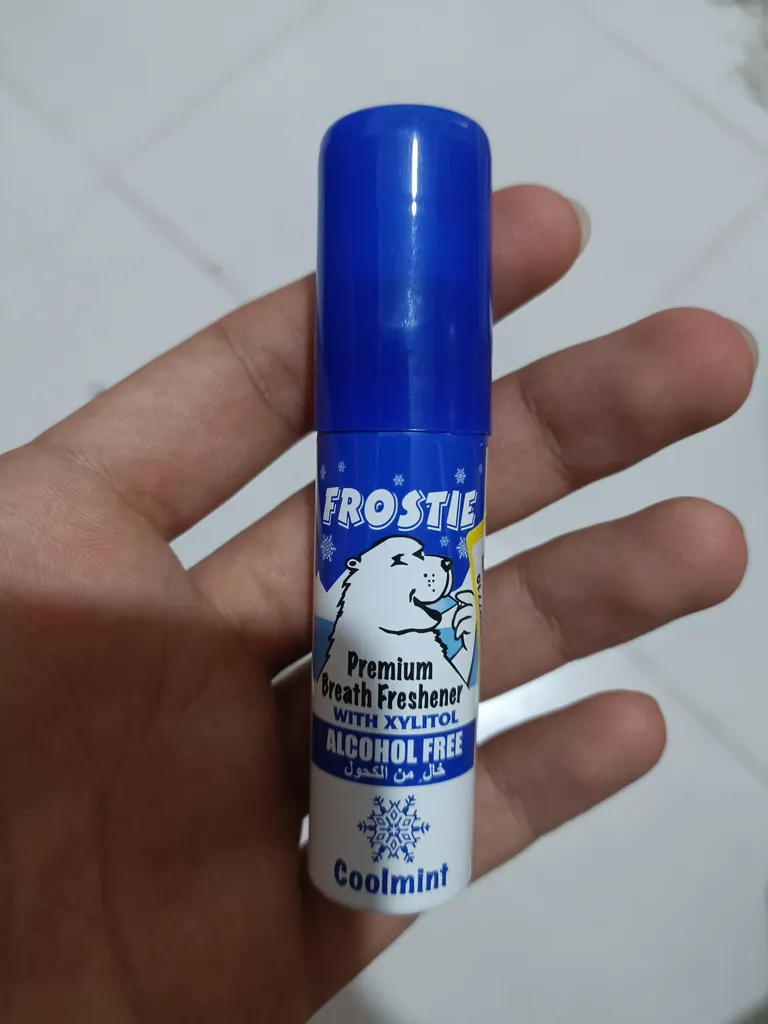 FROSTIE
Premium
Breath Freshener
WITH XYLITOL
ALCOHOL FREE
خال من الكحول
Coolmint